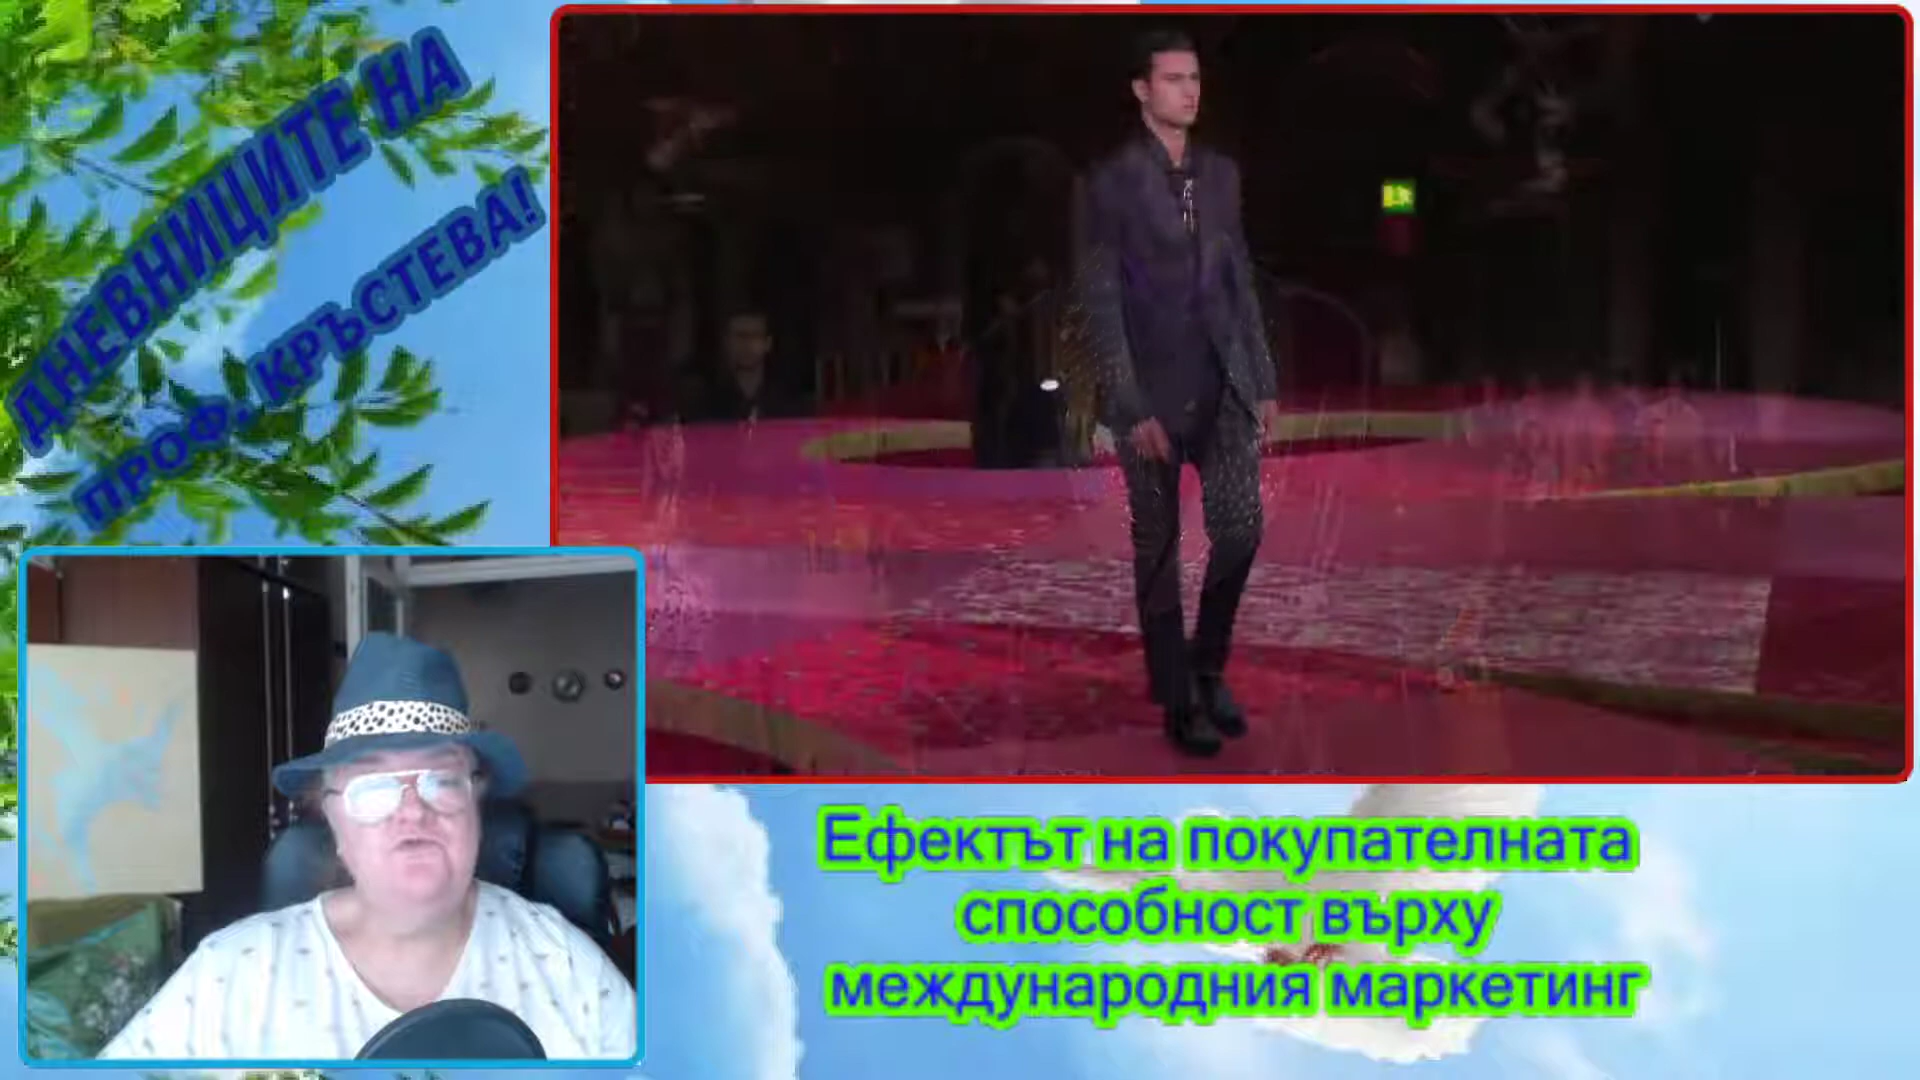 ДНЕВНИЦИТЕ НА
ПРОФ. КРЪСТЕВА!
Ефектът на покупателната
способност върху
международния маркетинг